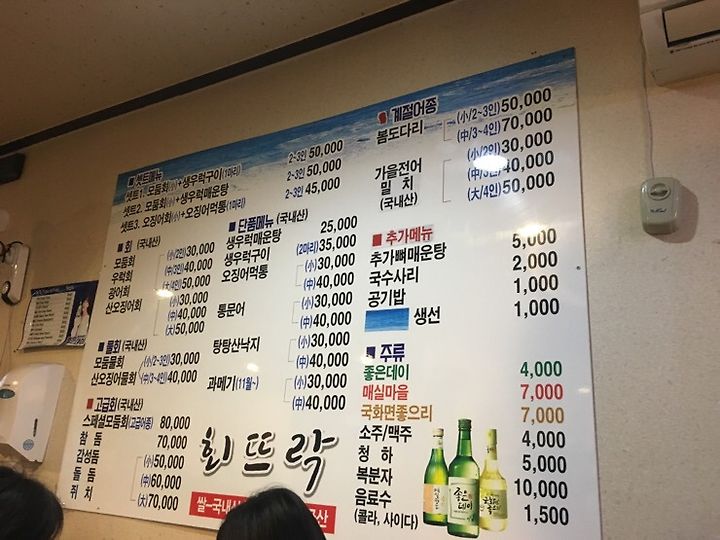 ■ 셋트메뉴
셋트1. 모둠회(小)+생우럭구이(1마리) 2~3인 50,000
셋트2. 모둠회(小)+생우럭매운탕 2~3인 50,000
셋트3. 오징어회(小)+오징어먹통(1마리) 2~3인 45,000
■ 회 (국내산)
모둠회
우럭회
광어회
산오징어회
(小/2인) 30,000
(中/3인) 40,000
(大/4인) 50,000
(小) 30,000
(中) 40,000
(大) 50,000
■ 물회 (국내산)
모둠물회 (小/2~3인) 30,000
산오징어물회 (中/3~4인) 40,000
■ 고급회 (국내산)
스페셜모둠회(고급어종) 80,000
참 돔 70,000
감성돔 (小) 50,000
돌 돔 (中) 60,000
쥐 치 (大) 70,000
■ 단품메뉴 (국내산)
생우럭매운탕 25,000
생우럭구이 (2마리) 35,000
오징어먹통 (小) 30,000
(中) 40,000
통문어 (小) 30,000
(中) 40,000
탕탕산낙지 (小) 30,000
(中) 40,000
과메기 (11월~) (小) 30,000
(中) 40,000
회뜨락
쌀-국내산
계절어종
봄도다리 (小/2~3인) 50,000
(中/3~4인) 70,000
가을전어
밀 치
(국내산)
(小/2인) 30,000
(中/3인) 40,000
(大/4인) 50,000
■ 추가메뉴
추가뼈매운탕 5,000
국수사리 2,000
공기밥 1,000
생선 1,000
■ 주류
좋은데이 4,000
매실마을 7,000
국화면좋으리 7,000
소주/맥주 4,000
청 하 5,000
복분자 10,000
음료수 1,500
(콜라, 사이다)
좋은데이